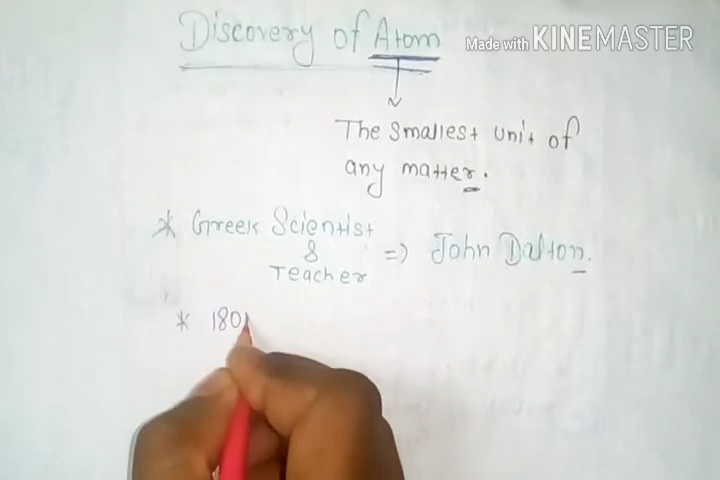 Discovery of Atom
Made with KINEMASTER
The smallest unit of
any matter.
* Greek Scientist
&
Teacher
=> John Dalton.
* 180